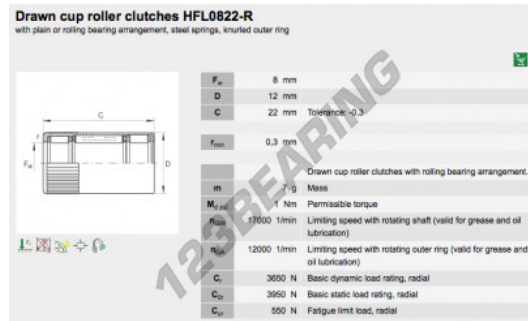 Drawn cup roller clutches HFL0822-R
with plain or rolling bearing arrangement, steel springs, knurled outer ring
Fw 8 mm
D 12 mm
C 22 mm Tolerance: -0,3
rmin 0,3 mm
Drawn cup roller clutches with rolling bearing arrangement.
m 7 g Mass
Md 1 Nm Permissible torque
nGW 17000 1/min Limiting speed with rotating shaft (valid for grease and oil
lubrication)
nGA 12000 1/min Limiting speed with rotating outer ring (valid for grease and
oil lubrication)
Cr 3650 N Basic dynamic load rating, radial
C0r 3950 N Basic static load rating, radial
Cur 550 N Fatigue limit load, radial
C
r
Fw
D
123BEARING